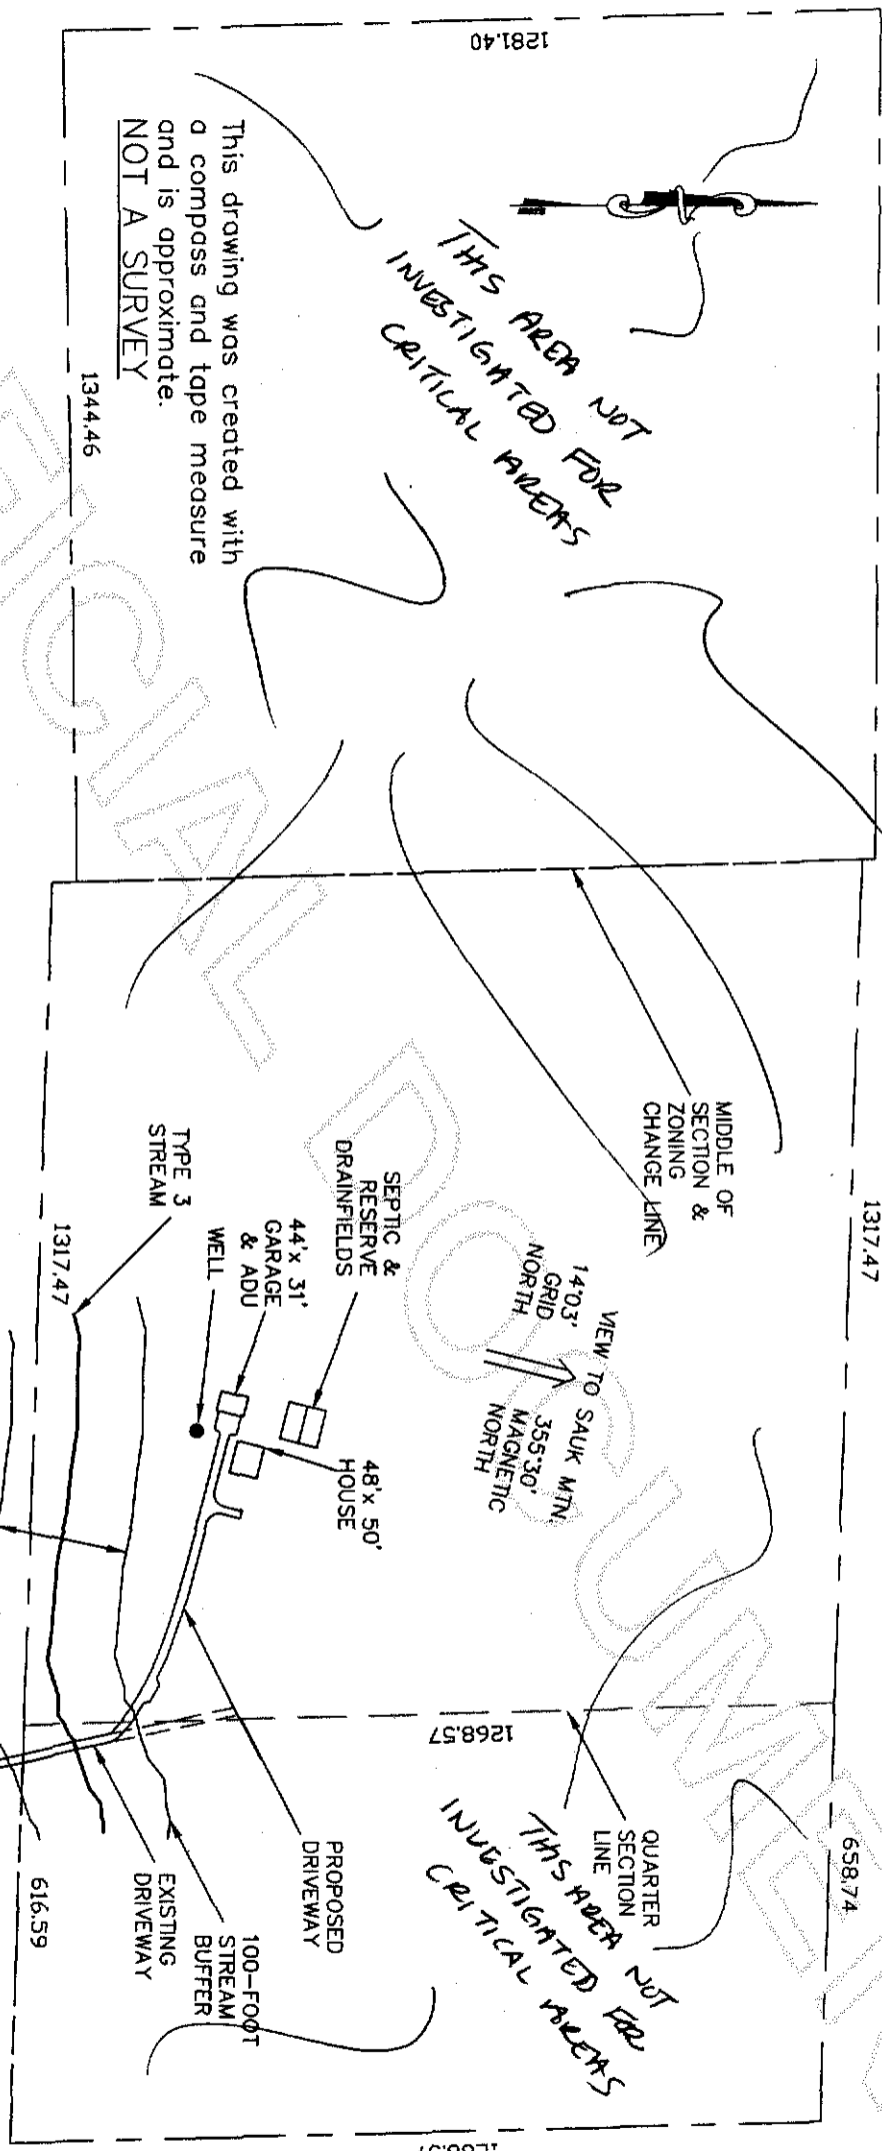 1281.40
This drawing was created with
a compass and tape measure
and is approximate.
NOT A SURVEY
1344.46
THIS AREA NOT
INVESTIGATED FOR
CRITICAL AREAS
MIDDLE OF
SECTION &
ZONING
CHANGE LINE
1317.47
VIEW TO SAUK MTN.
14°03'
GRID
NORTH
355°30'
MAGNETIC
NORTH
SEPTIC &
RESERVE
DRAINFIELDS
44'x 31'
GARAGE
& ADU
WELL
TYPE 3
STREAM
1317.47
48'x 50'
HOUSE
1268.57
QUARTER
SECTION
LINE
658.74
THIS AREA NOT
INVESTIGATED FOR
CRITICAL AREAS
PROPOSED
DRIVEWAY
100-FOOT
STREAM
BUFFER
EXISTING
DRIVEWAY
616.59